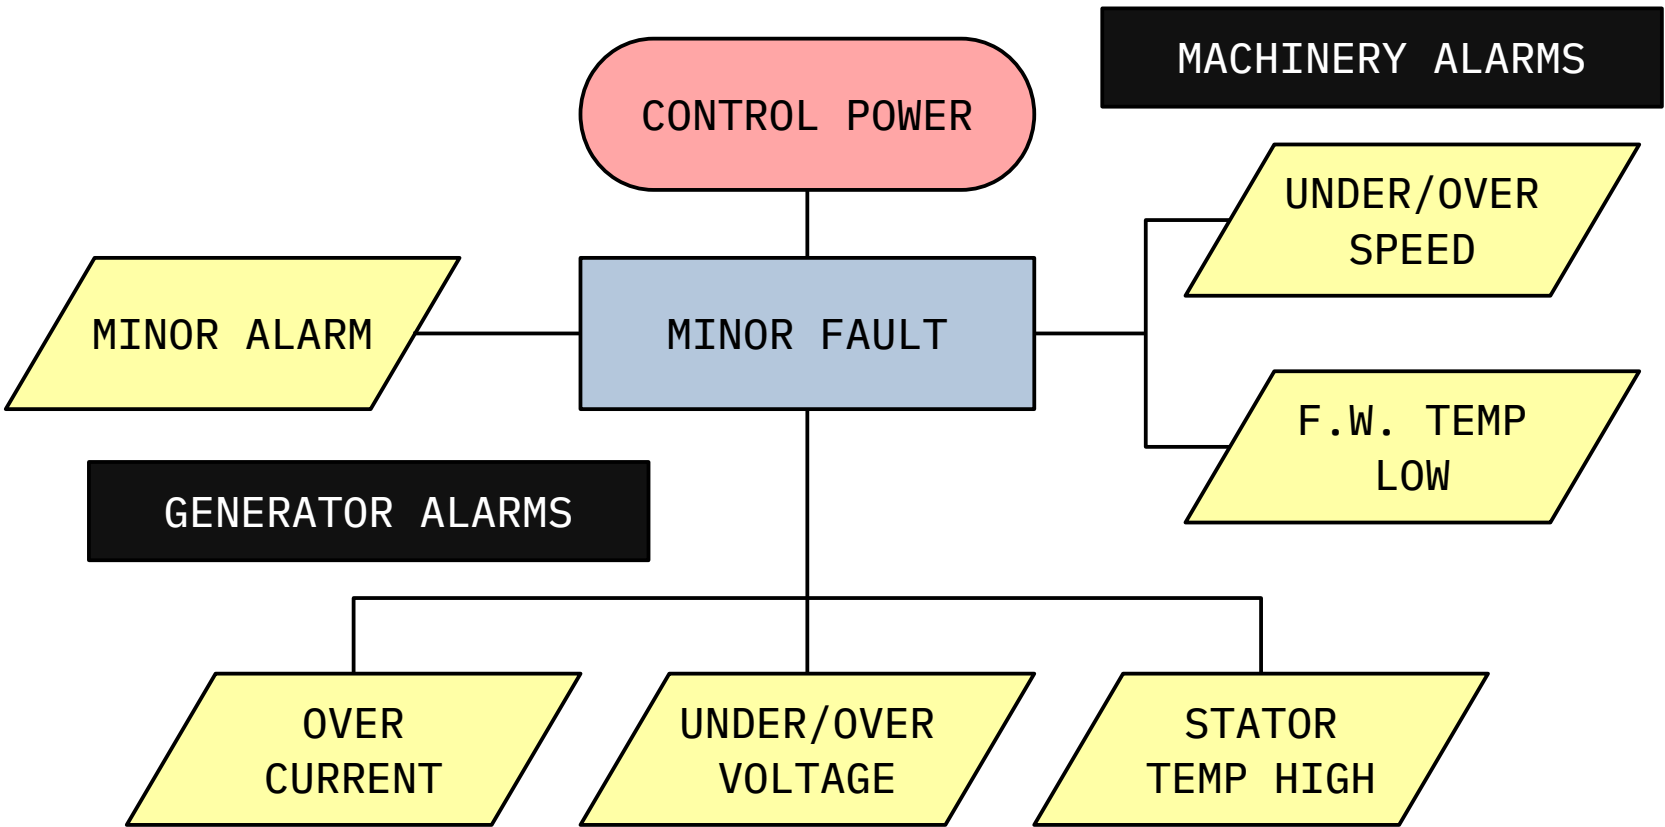 MACHINERY ALARMS
CONTROL POWER
UNDER/OVER
SPEED
MINOR ALARM
MINOR FAULT
F.W. TEMP
LOW
GENERATOR ALARMS
OVER
CURRENT
UNDER/OVER
VOLTAGE
STATOR
TEMP HIGH